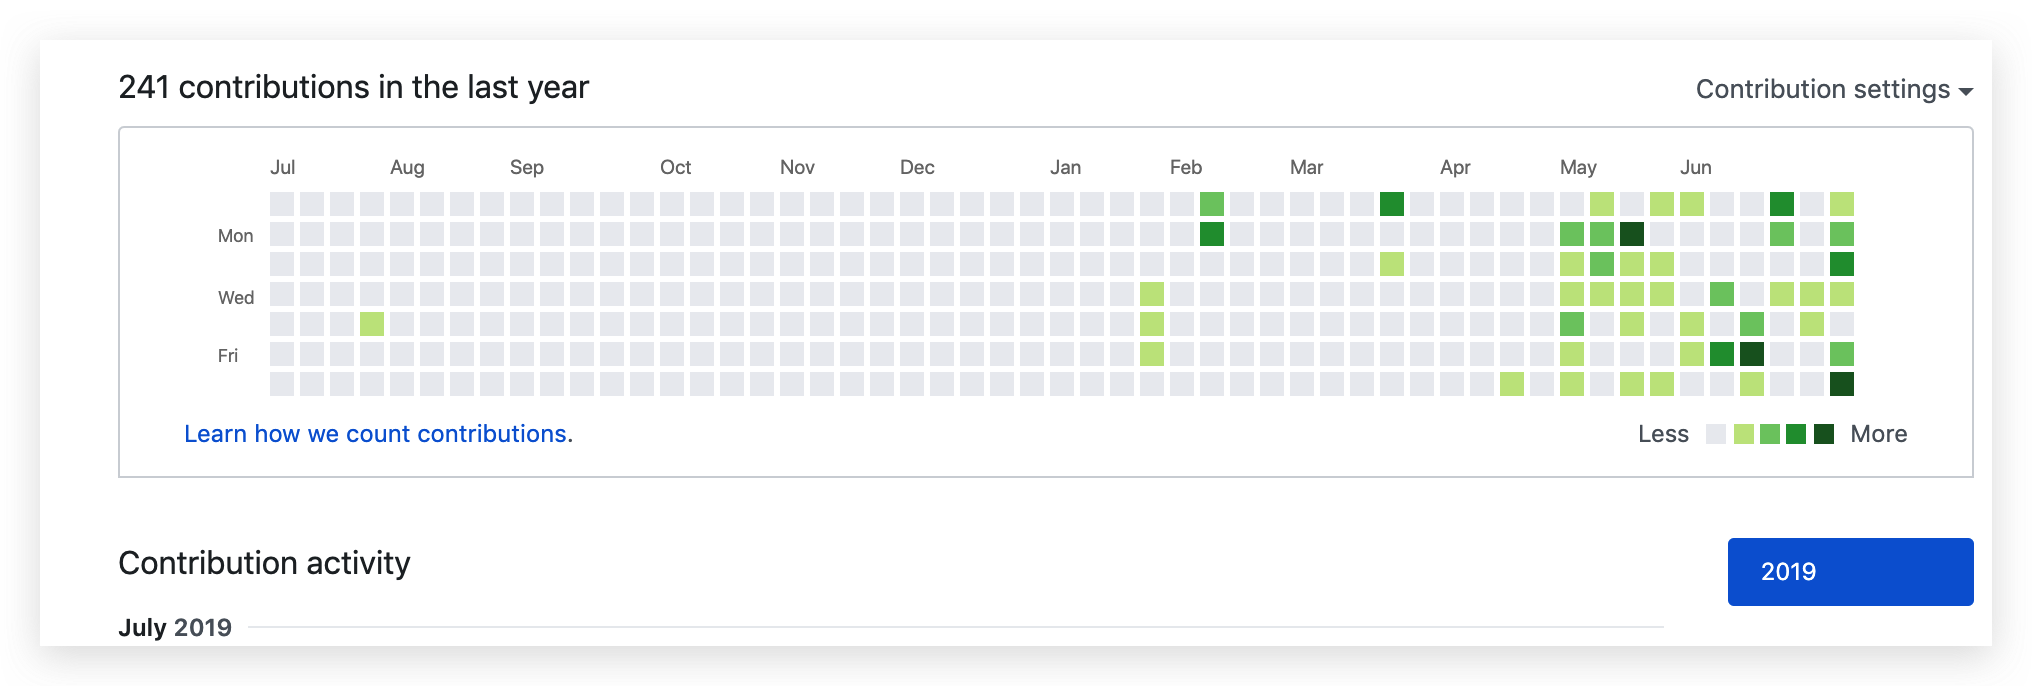 241 contributions in the last year
Contribution settings
Jul Aug Sep Oct Nov Dec Jan Feb Mar Apr May Jun
Mon
Wed
Fri
Learn how we count contributions.
Less More
Contribution activity
2019
July 2019